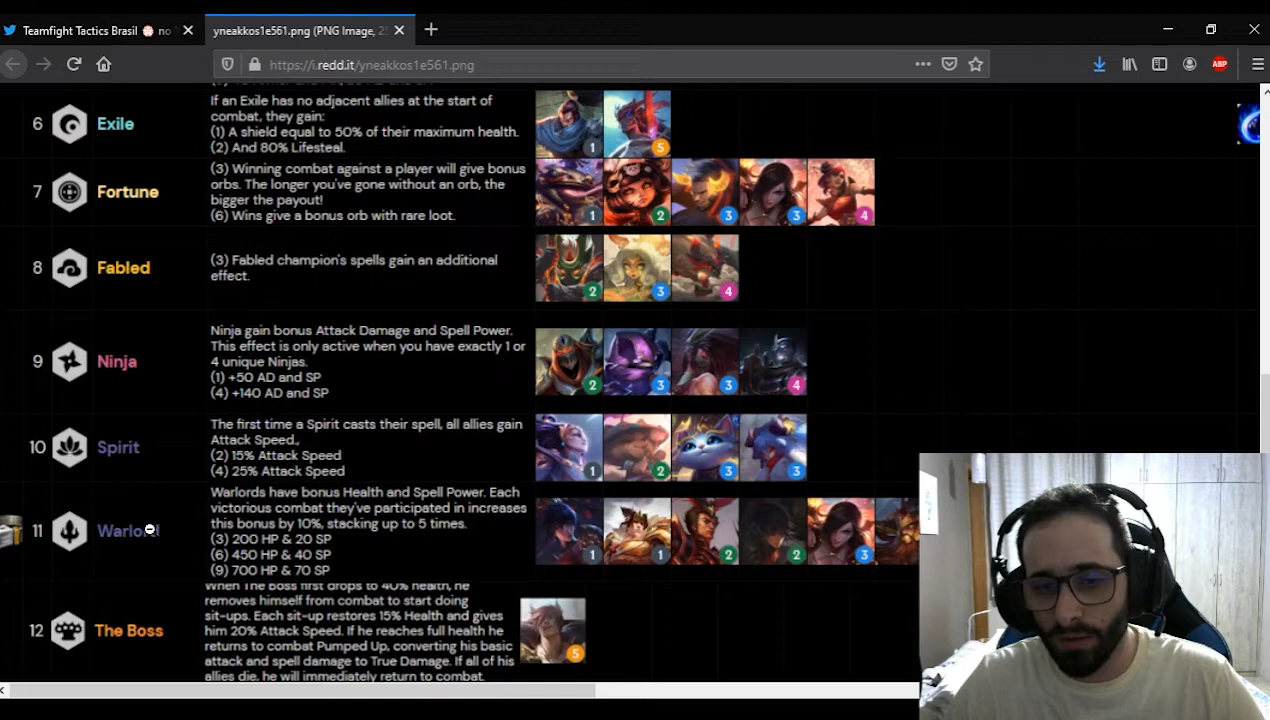 Teamfight Tactics Brasil no
yneakkos1e561.png (PNG Image, 2
https://i.redd.it/yneakkos1e561.png
ABP
6 Exile
If an Exile has no adjacent allies at the start of
combat, they gain:
(1) A shield equal to 50% of their maximum health.
(2) And 80% Lifesteal.
1 5
7 Fortune
(3) Winning combat against a player will give bonus
orbs. The longer you've gone without an orb, the
bigger the payout!
(6) Wins give a bonus orb with rare loot.
1 2 3 3 4
8 Fabled
(3) Fabled champion's spells gain an additional
effect.
2 3 4
9 Ninja
Ninja gain bonus Attack Damage and Spell Power.
This effect is only active when you have exactly 1 or
4 unique Ninjas.
(1) +50 AD and SP
(4) +140 AD and SP
2 3 3 4
10 Spirit
The first time a Spirit casts their spell, all allies gain
Attack Speed.,
(2) 15% Attack Speed
(4) 25% Attack Speed
1 2 3 3
11 Warlord
Warlords have bonus Health and Spell Power. Each
victorious combat they've participated in increases
this bonus by 10%, stacking up to 5 times.
(3) 200 HP & 20 SP
(6) 450 HP & 40 SP
(9) 700 HP & 70 SP
1 1 2 2 3
12 The Boss
When The Boss first drops to 40% health, he
removes himself from combat to start doing
sit-ups. Each sit-up restores 15% Health and gives
him 20% Attack Speed. If he reaches full health he
returns to combat Pumped Up, converting his basic
attack and spell damage to True Damage. If all of his
allies die, he will immediately return to combat.
5